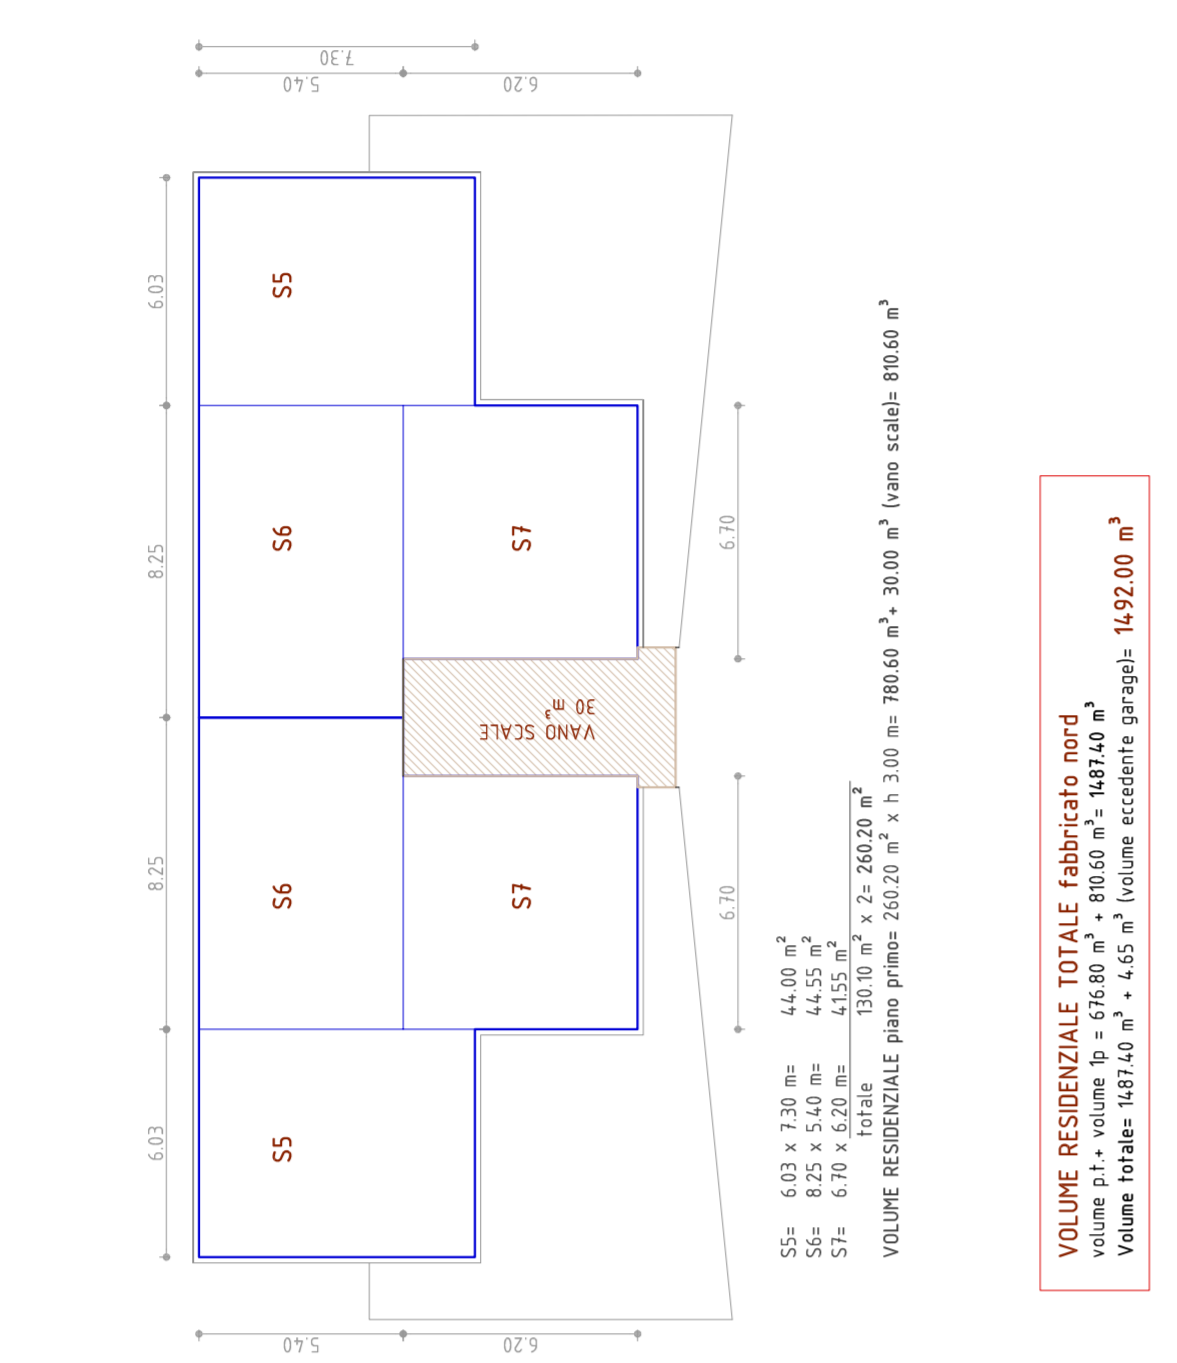 7.30
5.40
6.20
6.03
S5
8.25
S6
S7
6.70
VANO SCALE
30 m³
8.25
S6
S7
6.70
6.03
S5
5.40
6.20
S5= 6.03 x 7.30 m= 44.00 m²
S6= 8.25 x 5.40 m= 44.55 m²
S7= 6.70 x 6.20 m= 41.55 m²
totale 130.10 m² x 2= 260.20 m²
VOLUME RESIDENZIALE piano primo= 260.20 m² x h 3.00 m= 780.60 m³+ 30.00 m³ (vano scale)= 810.60 m³
VOLUME RESIDENZIALE TOTALE fabbricato nord
volume p.t.+ volume 1p = 676.80 m³ + 810.60 m³= 1487.40 m³
Volume totale= 1487.40 m³ + 4.65 m³ (volume eccedente garage)= 1492.00 m³